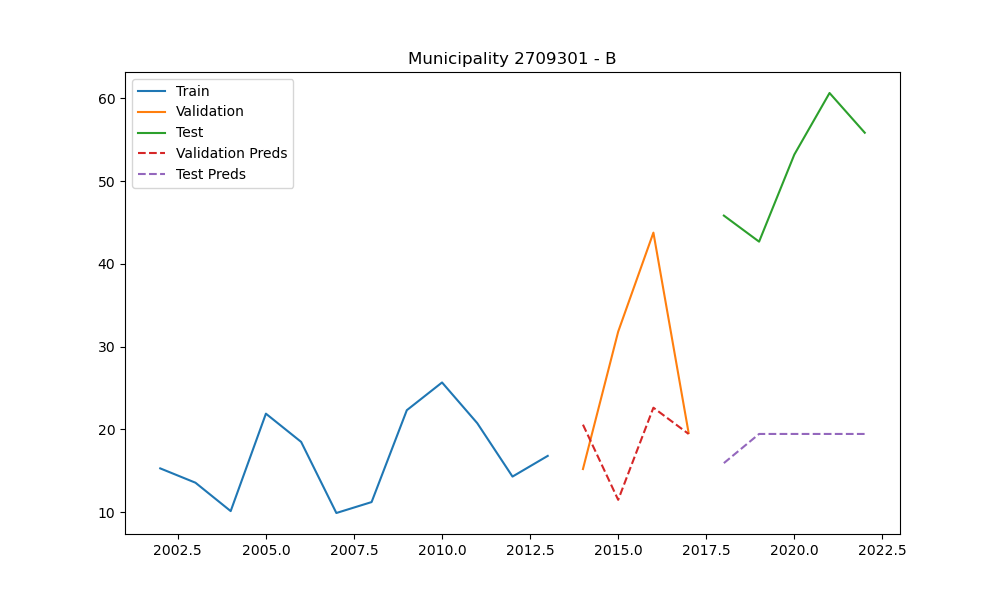 Municipality 2709301 - B
Train
Validation
Test
Validation Preds
Test Preds
60
50
40
30
20
10
2002.5 2005.0 2007.5 2010.0 2012.5 2015.0 2017.5 2020.0 2022.5